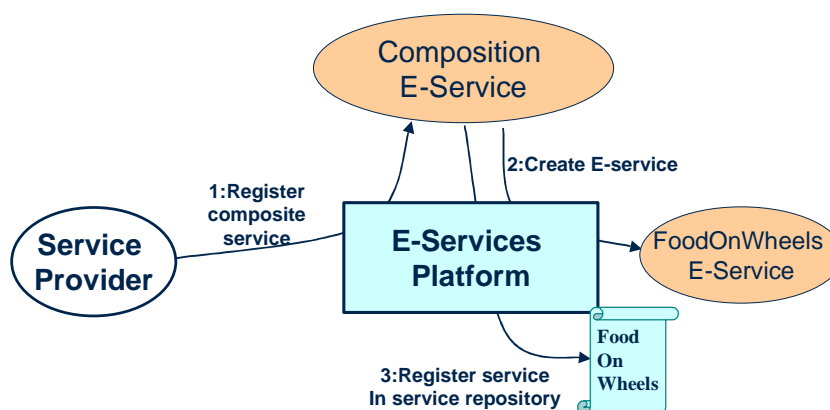 Composition
E-Service
2:Create E-service
1:Register
composite
service
Service
Provider
E-Services
Platform
FoodOnWheels
E-Service
Food
On
Wheels
3:Register service
In service repository